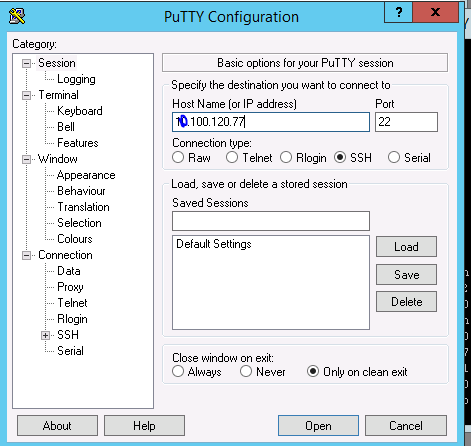 PuTTY Configuration
? X
Category:
Session
Logging
Terminal
Keyboard
Bell
Features
Window
Appearance
Behaviour
Translation
Selection
Colours
Connection
Data
Proxy
Telnet
Rlogin
SSH
Serial
Basic options for your PuTTY session
Specify the destination you want to connect to
Host Name (or IP address) Port
10.100.120.77 22
Connection type:
Raw Telnet Rlogin SSH Serial
Load, save or delete a stored session
Saved Sessions
Default Settings
Load
Save
Delete
Close window on exit:
Always Never Only on clean exit
About Help Open Cancel